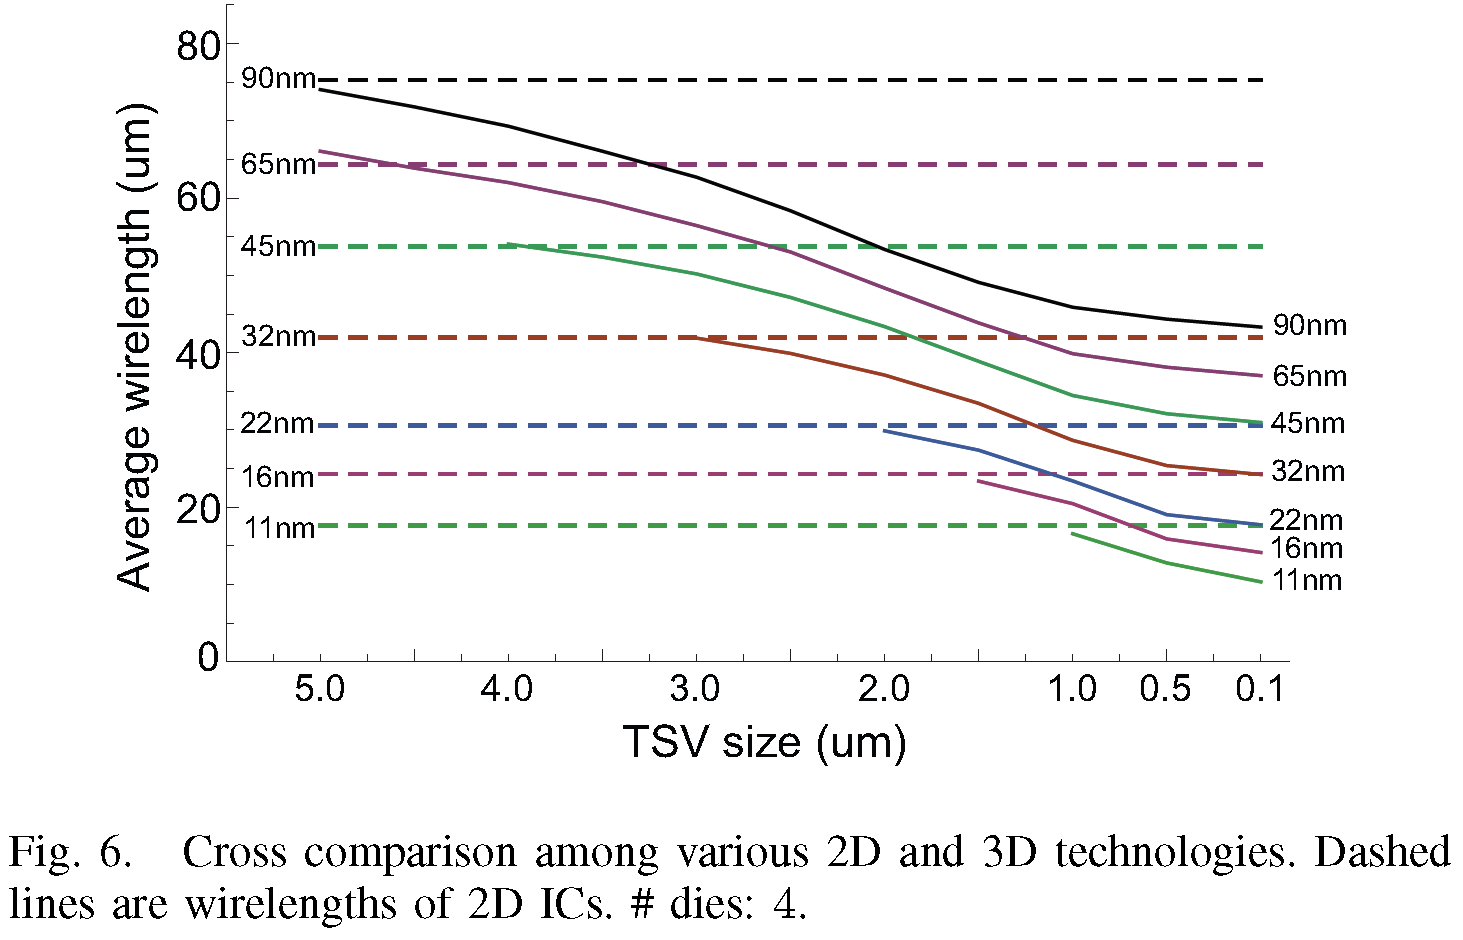 80
60
40
20
0
Average wirelength (um)
90nm
65nm
45nm
32nm
22nm
16nm
11nm
90nm
65nm
45nm
32nm
22nm
16nm
11nm
5.0 4.0 3.0 2.0 1.0 0.5 0.1
TSV size (um)
Fig. 6. Cross comparison among various 2D and 3D technologies. Dashed
lines are wirelengths of 2D ICs. # dies: 4.